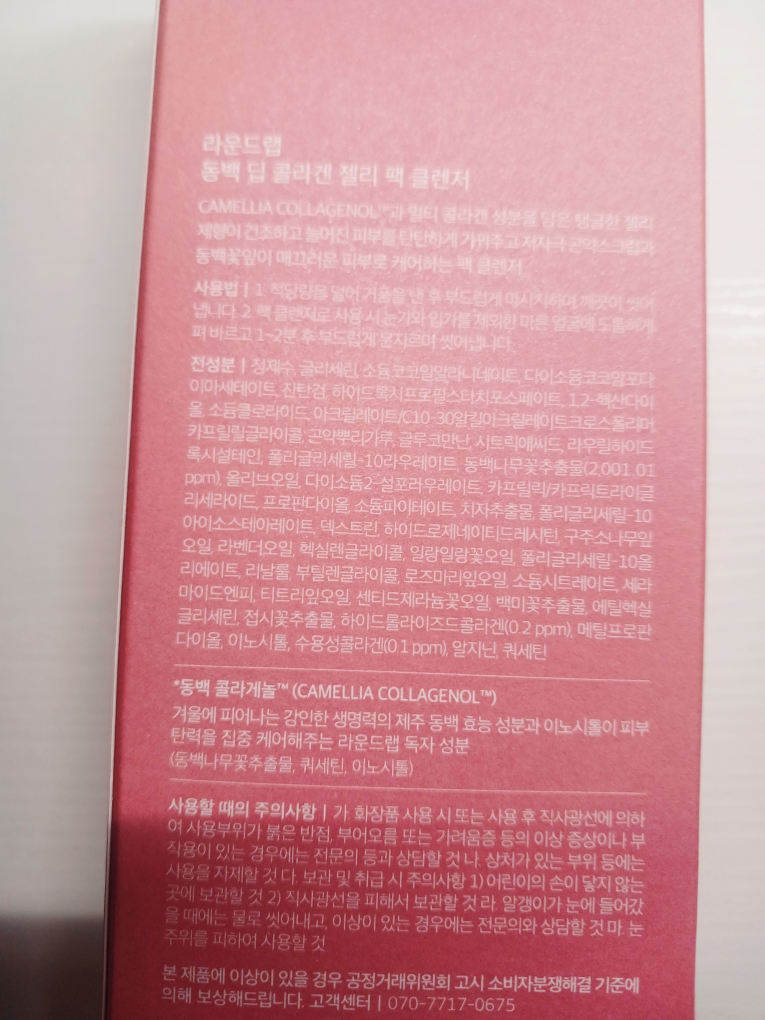 라운드랩
동백 딥 콜라겐 젤리 팩 클렌저
CAMELLIA COLLAGENOL™과 멀티 콜라겐 성분을 담은 탱글한 젤리
제형이 건조하고 늘어진 피부를 탄탄하게 가꿔주고 저자극 곤약스크럽과
동백꽃잎이 매끄러운 피부로 케어하는 팩 클렌저
사용법 | 1. 적당량을 덜어 거품을 낸 후 부드럽게 마사지하며 깨끗이 씻어
냅니다. 2. 팩 클렌저로 사용 시 눈가와 입가를 제외한 마른 얼굴에 도톰하게
펴 바르고 1~2분 후 부드럽게 문지르며 씻어냅니다.
전성분 | 정제수, 글리세린, 소듐코코일알라니네이트, 다이소듐코코암포다
이아세테이트, 잔탄검, 하이드록시프로필스타치포스페이트, 1,2-헥산다이
올, 소듐클로라이드, 아크릴레이트/C10-30알킬아크릴레이트크로스폴리머,
카프릴릴글라이콜, 곤약뿌리가루, 글루코만난, 시트릭애씨드, 라우릴하이드
록시설테인, 폴리글리세릴-10라우레이트, 동백나무꽃추출물(2,001.01
ppm), 올리브오일, 다이소듐2-설포라우레이트, 카프릴릭/카프릭트라이글
리세라이드, 프로판다이올, 소듐파이테이트, 치자추출물, 폴리글리세릴-10
아이소스테아레이트, 덱스트린, 하이드로제네이티드레시틴, 구주소나무잎
오일, 라벤더오일, 헥실렌글라이콜, 일랑일랑꽃오일, 폴리글리세릴-10올
리에이트, 리날룰, 부틸렌글라이콜, 로즈마리잎오일, 소듐시트레이트, 세라
마이드엔피, 티트리잎오일, 센티드제라늄꽃오일, 백미꽃추출물, 에틸헥실
글리세린, 접시꽃추출물, 하이드롤라이즈드콜라겐(0.2 ppm), 메틸프로판
다이올, 이노시톨, 수용성콜라겐(0.1 ppm), 알지닌, 쿼세틴
*동백 콜라게놀™ (CAMELLIA COLLAGENOL™)
겨울에 피어나는 강인한 생명력의 제주 동백 효능 성분과 이노시톨이 피부
탄력을 집중 케어해주는 라운드랩 독자 성분
(동백나무꽃추출물, 쿼세틴, 이노시톨)
사용할 때의 주의사항 | 가. 화장품 사용 시 또는 사용 후 직사광선에 의하
여 사용부위가 붉은 반점, 부어오름 또는 가려움증 등의 이상 증상이나 부
작용이 있는 경우에는 전문의 등과 상담할 것 나. 상처가 있는 부위 등에는
사용을 자제할 것 다. 보관 및 취급 시 주의사항 1) 어린이의 손이 닿지 않는
곳에 보관할 것 2) 직사광선을 피해서 보관할 것 라. 알갱이가 눈에 들어갔
을 때에는 물로 씻어내고, 이상이 있는 경우에는 전문의와 상담할 것 마. 눈
주위를 피하여 사용할 것
본 제품에 이상이 있을 경우 공정거래위원회 고시 소비자분쟁해결 기준에
의해 보상해드립니다. 고객센터 | 070-7717-0675